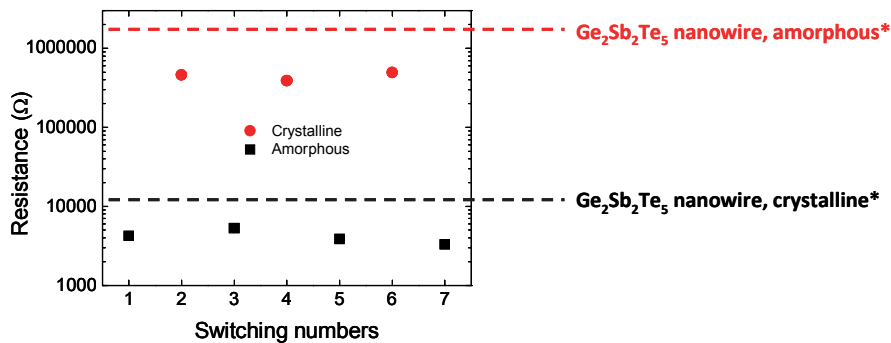 Resistance (Ω)
1000000
100000
10000
1000
Crystalline
Amorphous
1 2 3 4 5 6 7
Switching numbers
Ge₂Sb₂Te₅ nanowire, amorphous*
Ge₂Sb₂Te₅ nanowire, crystalline*